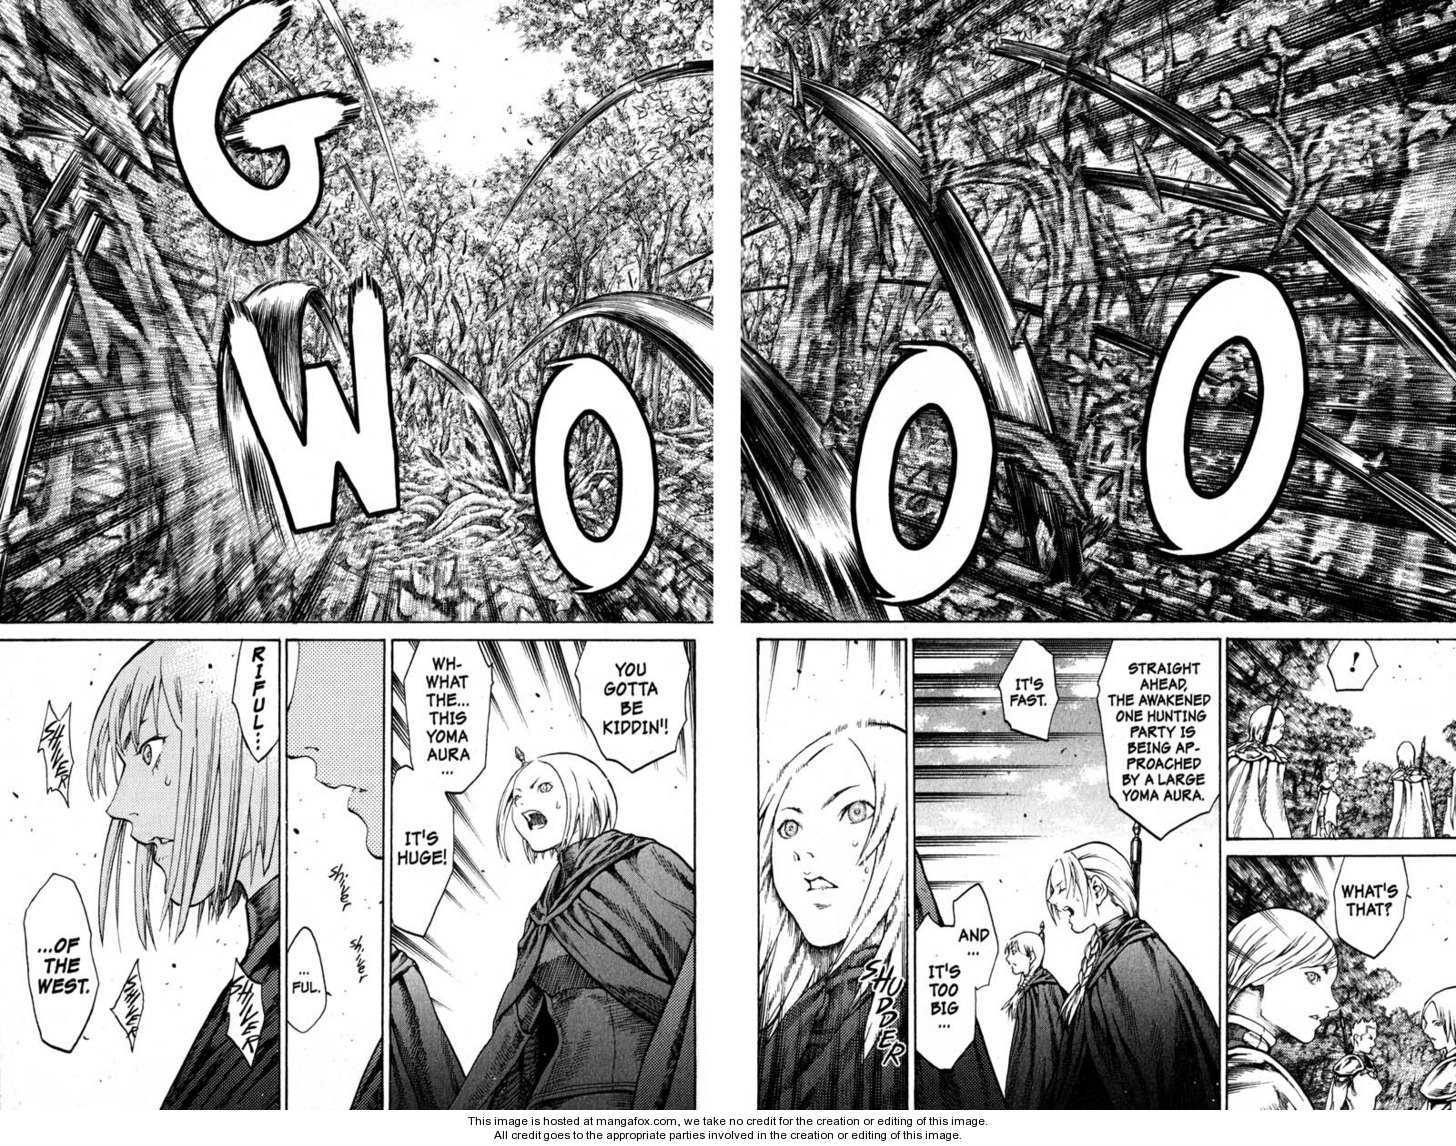 G
W
O
O
O
!
WHAT'S
THAT?
STRAIGHT
AHEAD,
THE AWAKENED
ONE HUNTING
PARTY IS
BEING AP-
PROACHED
BY A LARGE
YOMA AURA.
IT'S
FAST.
AND
...
IT'S
TOO
BIG
...
SHUDDER
YOU
GOTTA
BE
KIDDIN'!
WH-
WHAT
THE...
THIS
YOMA
AURA
...
IT'S
HUGE!
shiver
shiver
...
FUL.
RIFUL...
SHIVER
...OF
THE
WEST.
SHIVER
SHIVER
This image is hosted at mangafox.com, we take no credit for the creation or editing of this image.
All credit goes to the appropriate parties involved in the creation or editing of this image.